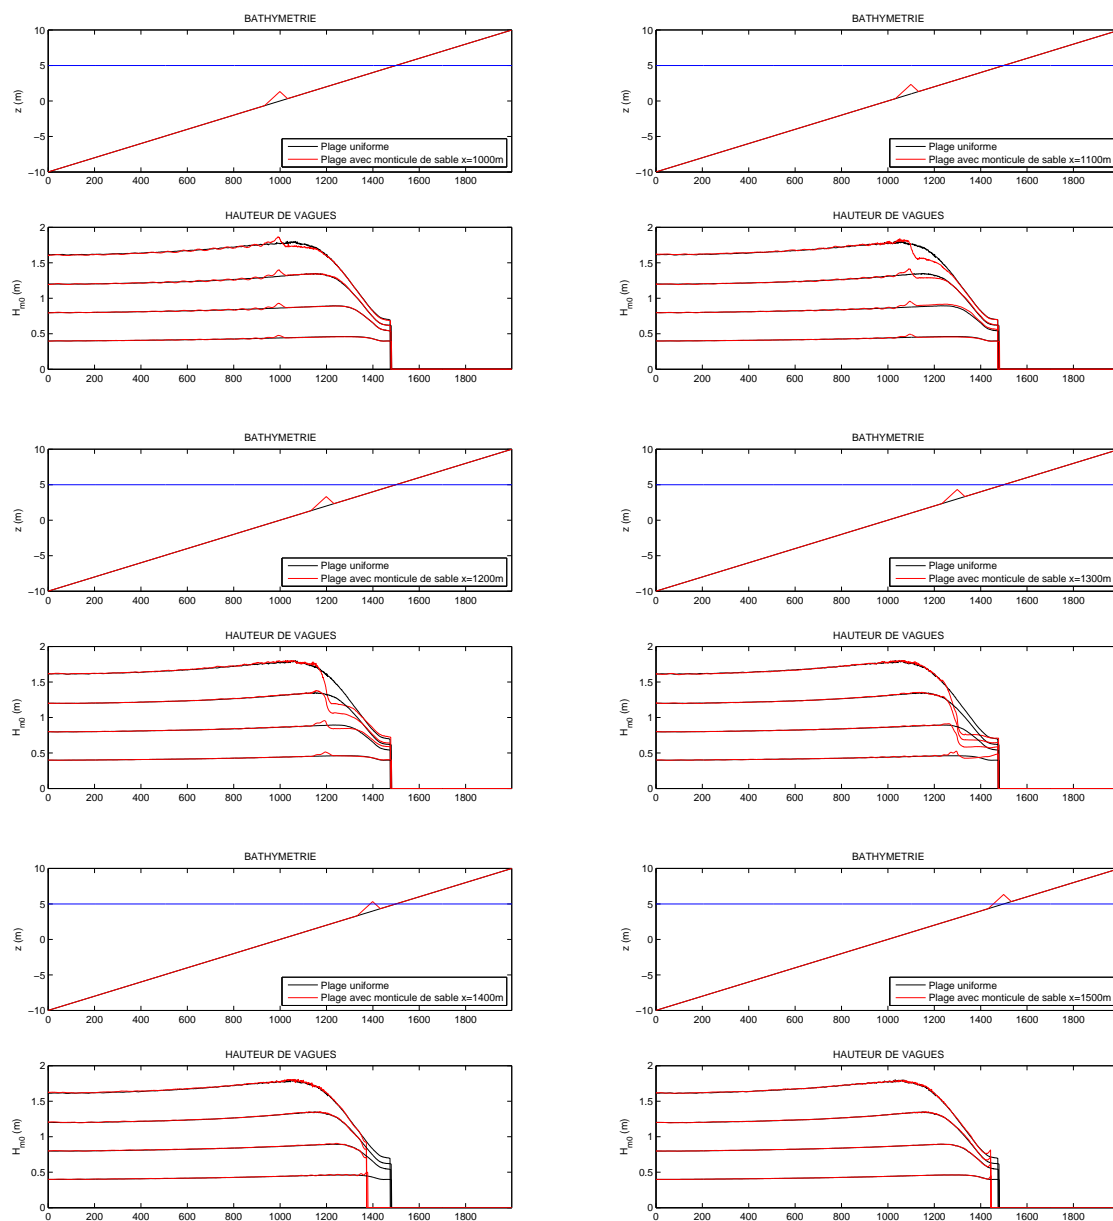 BATHYMETRIE
10
5
0
−5
−10
z (m)
Plage uniforme
Plage avec monticule de sable x=1000m
0 200 400 600 800 1000 1200 1400 1600 1800
HAUTEUR DE VAGUES
2
1.5
1
0.5
0
Hm0 (m)
0 200 400 600 800 1000 1200 1400 1600 1800
BATHYMETRIE
10
5
0
−5
−10
z (m)
Plage uniforme
Plage avec monticule de sable x=1100m
0 200 400 600 800 1000 1200 1400 1600 1800
HAUTEUR DE VAGUES
2
1.5
1
0.5
0
Hm0 (m)
0 200 400 600 800 1000 1200 1400 1600 1800
BATHYMETRIE
10
5
0
−5
−10
z (m)
Plage uniforme
Plage avec monticule de sable x=1200m
0 200 400 600 800 1000 1200 1400 1600 1800
HAUTEUR DE VAGUES
2
1.5
1
0.5
0
Hm0 (m)
0 200 400 600 800 1000 1200 1400 1600 1800
BATHYMETRIE
10
5
0
−5
−10
z (m)
Plage uniforme
Plage avec monticule de sable x=1300m
0 200 400 600 800 1000 1200 1400 1600 1800
HAUTEUR DE VAGUES
2
1.5
1
0.5
0
Hm0 (m)
0 200 400 600 800 1000 1200 1400 1600 1800
BATHYMETRIE
10
5
0
−5
−10
z (m)
Plage uniforme
Plage avec monticule de sable x=1400m
0 200 400 600 800 1000 1200 1400 1600 1800
HAUTEUR DE VAGUES
2
1.5
1
0.5
0
Hm0 (m)
0 200 400 600 800 1000 1200 1400 1600 1800
BATHYMETRIE
10
5
0
−5
−10
z (m)
Plage uniforme
Plage avec monticule de sable x=1500m
0 200 400 600 800 1000 1200 1400 1600 1800
HAUTEUR DE VAGUES
2
1.5
1
0.5
0
Hm0 (m)
0 200 400 600 800 1000 1200 1400 1600 1800